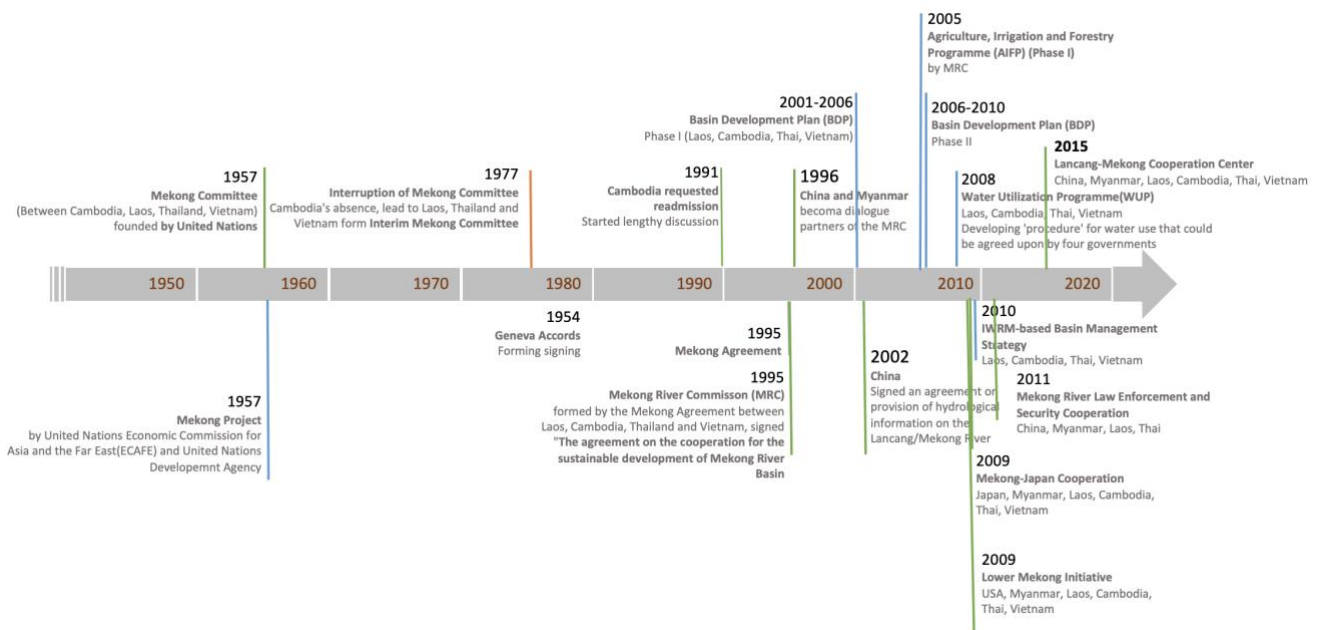 2005
Agriculture, Irrigation and Forestry
Programme (AIFP) (Phase I)
by MRC
2001-2006
Basin Development Plan (BDP)
Phase I (Laos, Cambodia, Thai, Vietnam)
2006-2010
Basin Development Plan (BDP)
Phase II
2015
Lancang-Mekong Cooperation Center
China, Myanmar, Laos, Cambodia, Thai, Vietnam
1957
Mekong Committee
(Between Cambodia, Laos, Thailand, Vietnam)
founded by United Nations
1977
Interruption of Mekong Committee
Cambodia's absence, lead to Laos, Thailand and
Vietnam form Interim Mekong Committee
1991
Cambodia requested
readmission
Started lengthy discussion
1996
China and Myanmar
becoma dialogue
partners of the MRC
2008
Water Utilization Programme(WUP)
Laos, Cambodia, Thai, Vietnam
Developing 'procedure' for water use that could
be agreed upon by four governments
1950 1960 1970 1980 1990 2000 2010 2020
1957
Mekong Project
by United Nations Economic Commission for
Asia and the Far East(ECAFE) and United Nations
Developemnt Agency
1954
Geneva Accords
Forming signing
1995
Mekong Agreement
1995
Mekong River Commisson (MRC)
formed by the Mekong Agreement between
Laos, Cambodia, Thailand and Vietnam, signed
"The agreement on the cooperation for the
sustainable development of Mekong River
Basin
2002
China
Signed an agreement or
provision of hydrological
information on the
Lancang/Mekong River
2010
IWRM-based Basin Management
Strategy
Laos, Cambodia, Thai, Vietnam
2011
Mekong River Law Enforcement and
Security Cooperation
China, Myanmar, Laos, Thai
2009
Mekong-Japan Cooperation
Japan, Myanmar, Laos, Cambodia,
Thai, Vietnam
2009
Lower Mekong Initiative
USA, Myanmar, Laos, Cambodia,
Thai, Vietnam